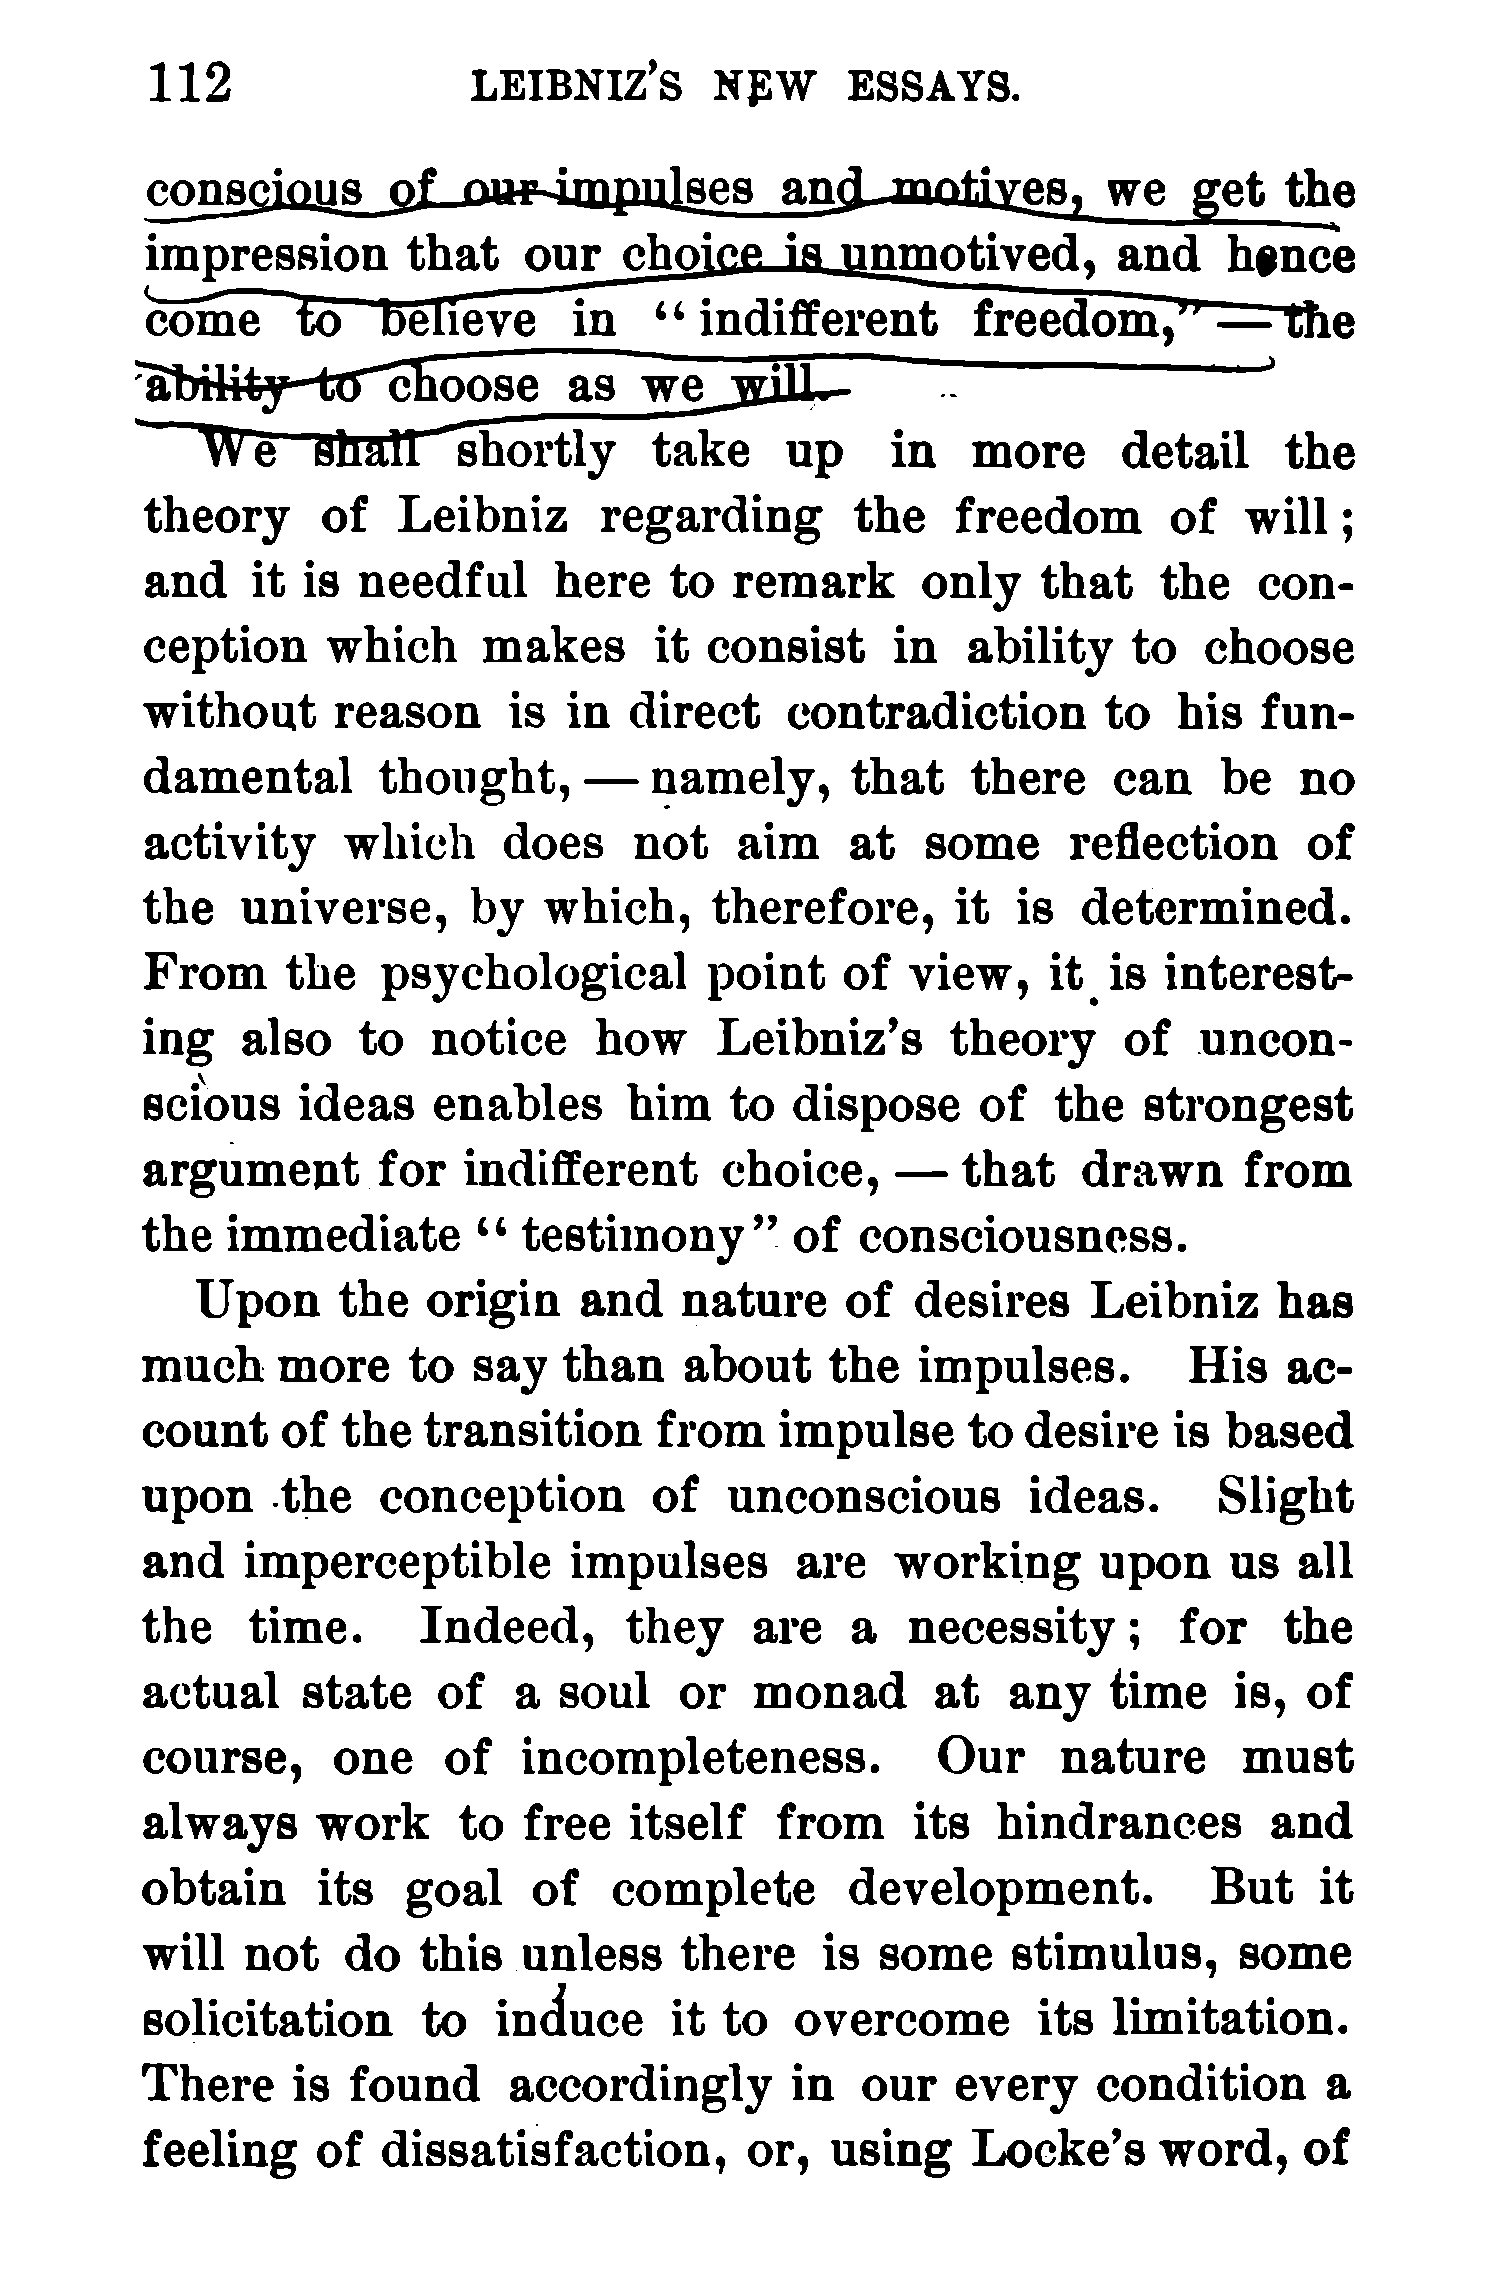 112 LEIBNIZ'S NEW ESSAYS.
conscious of our impulses and motives, we get the
impression that our choice is unmotived, and hence
come to believe in “indifferent freedom,” — the
ability to choose as we will.
We shall shortly take up in more detail the
theory of Leibniz regarding the freedom of will;
and it is needful here to remark only that the con-
ception which makes it consist in ability to choose
without reason is in direct contradiction to his fun-
damental thought, — namely, that there can be no
activity which does not aim at some reflection of
the universe, by which, therefore, it is determined.
From the psychological point of view, it is interest-
ing also to notice how Leibniz's theory of uncon-
scious ideas enables him to dispose of the strongest
argument for indifferent choice, — that drawn from
the immediate “testimony” of consciousness.
Upon the origin and nature of desires Leibniz has
much more to say than about the impulses. His ac-
count of the transition from impulse to desire is based
upon the conception of unconscious ideas. Slight
and imperceptible impulses are working upon us all
the time. Indeed, they are a necessity; for the
actual state of a soul or monad at any time is, of
course, one of incompleteness. Our nature must
always work to free itself from its hindrances and
obtain its goal of complete development. But it
will not do this unless there is some stimulus, some
solicitation to induce it to overcome its limitation.
There is found accordingly in our every condition a
feeling of dissatisfaction, or, using Locke's word, of